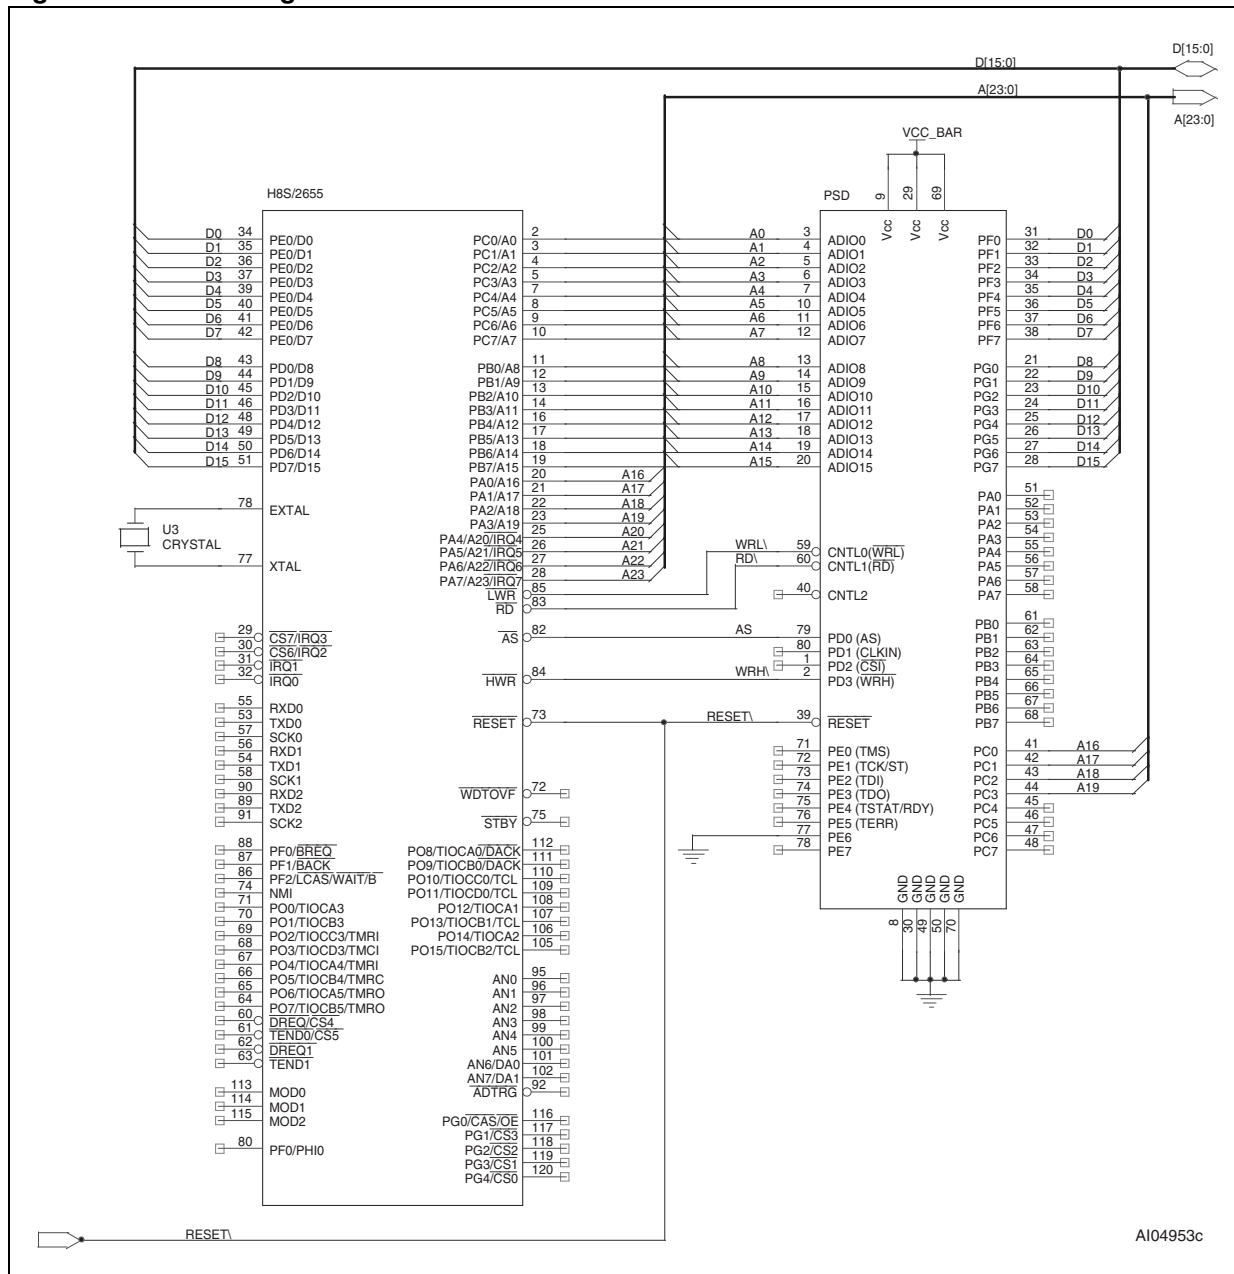 D[15:0]
D[15:0]
A[23:0]
A[23:0]
VCC_BAR
H8S/2655
PSD
9 29 69
Vcc Vcc Vcc
D0 34 PE0/D0 PC0/A0 2 A0 3 ADIO0 PF0 31 D0
D1 35 PE0/D1 PC1/A1 3 A1 4 ADIO1 PF1 32 D1
D2 36 PE0/D2 PC2/A2 4 A2 5 ADIO2 PF2 33 D2
D3 37 PE0/D3 PC3/A3 5 A3 6 ADIO3 PF3 34 D3
D4 39 PE0/D4 PC4/A4 7 A4 7 ADIO4 PF4 35 D4
D5 40 PE0/D5 PC5/A5 8 A5 10 ADIO5 PF5 36 D5
D6 41 PE0/D6 PC6/A6 9 A6 11 ADIO6 PF6 37 D6
D7 42 PE0/D7 PC7/A7 10 A7 12 ADIO7 PF7 38 D7
D8 43 PD0/D8 PB0/A8 11 A8 13 ADIO8 PG0 21 D8
D9 44 PD1/D9 PB1/A9 12 A9 14 ADIO9 PG1 22 D9
D10 45 PD2/D10 PB2/A10 13 A10 15 ADIO10 PG2 23 D10
D11 46 PD3/D11 PB3/A11 14 A11 16 ADIO11 PG3 24 D11
D12 48 PD4/D12 PB4/A12 16 A12 17 ADIO12 PG4 25 D12
D13 49 PD5/D13 PB5/A13 17 A13 18 ADIO13 PG5 26 D13
D14 50 PD6/D14 PB6/A14 18 A14 19 ADIO14 PG6 27 D14
D15 51 PD7/D15 PB7/A15 19 A15 20 ADIO15 PG7 28 D15
PA0/A16 20 A16
PA1/A17 21 A17 PA0 51
78 EXTAL PA2/A18 22 A18 PA1 52
PA3/A19 23 A19 PA2 53
U3 PA4/A20/IRQ4 25 A20 PA3 54
CRYSTAL PA5/A21/IRQ5 26 A21 WRL\ 59 CNTL0(WRL) PA4 55
77 XTAL PA6/A22/IRQ6 27 A22 RD\ 60 CNTL1(RD) PA5 56
PA7/A23/IRQ7 28 A23 PA6 57
LWR 85 40 CNTL2 PA7 58
RD 83
PB0 61
29 CS7/IRQ3 AS 82 AS 79 PD0 (AS) PB1 62
30 CS6/IRQ2 80 PD1 (CLKIN) PB2 63
31 IRQ1 1 PD2 (CSI) PB3 64
32 IRQ0 HWR 84 WRH\ 2 PD3 (WRH) PB4 65
PB5 66
55 RXD0 PB6 67
53 TXD0 RESET 73 RESET\ 39 RESET PB7 68
57 SCK0
56 RXD1 71 PE0 (TMS) PC0 41 A16
54 TXD1 72 PE1 (TCK/ST) PC1 42 A17
58 SCK1 73 PE2 (TDI) PC2 43 A18
90 RXD2 WDTOVF 72 74 PE3 (TDO) PC3 44 A19
89 TXD2 75 PE4 (TSTAT/RDY) PC4 45
91 SCK2 STBY 75 76 PE5 (TERR) PC5 46
77 PE6 PC6 47
88 PF0/BREQ PO8/TIOCA0/DACK 112 78 PE7 PC7 48
87 PF1/BACK PO9/TIOCB0/DACK 111
86 PF2/LCAS/WAIT/B PO10/TIOCC0/TCL 110
74 NMI PO11/TIOCD0/TCL 109
71 PO0/TIOCA3 PO12/TIOCA1 108 GND GND GND GND GND
70 PO1/TIOCB3 PO13/TIOCB1/TCL 107 8 30 49 50 70
69 PO2/TIOCC3/TMRI PO14/TIOCA2 106
68 PO3/TIOCD3/TMCI PO15/TIOCB2/TCL 105
67 PO4/TIOCA4/TMRI
66 PO5/TIOCB4/TMRC AN0 95
65 PO6/TIOCA5/TMRO AN1 96
64 PO7/TIOCB5/TMRO AN2 97
60 DREQ/CS4 AN3 98
61 TEND0/CS5 AN4 99
62 DREQ1 AN5 100
63 TEND1 AN6/DA0 101
AN7/DA1 102
113 MOD0 ADTRG 92
114 MOD1
115 MOD2 PG0/CAS/OE 116
PG1/CS3 117
80 PF0/PHI0 PG2/CS2 118
PG3/CS1 119
PG4/CS0 120
RESET\
AI04953c